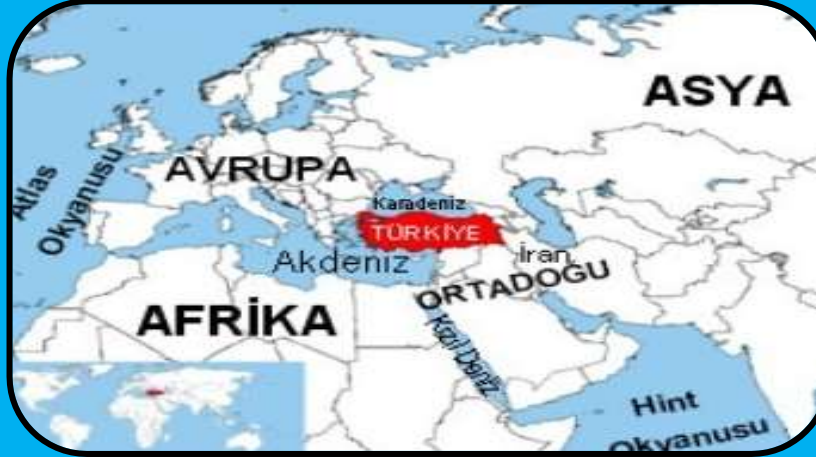 ASYA
AVRUPA
Atlas
Okyanusu
Karadeniz
TÜRKİYE
Akdeniz
İran
ORTADOĞU
AFRİKA
Kızıl Deniz
Hint
Okyanusu